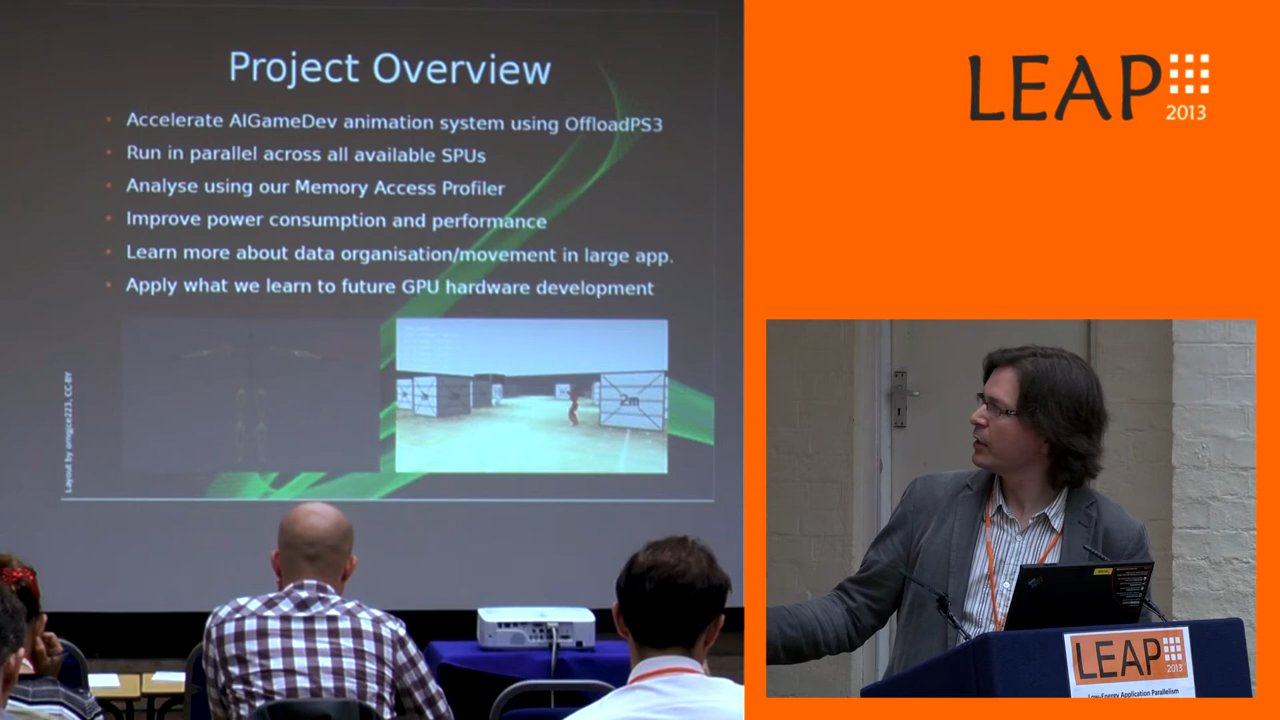 Project Overview
Accelerate AIGameDev animation system using OffloadPS3
Run in parallel across all available SPUs
Analyse using our Memory Access Profiler
Improve power consumption and performance
Learn more about data organisation/movement in large app.
Apply what we learn to future GPU hardware development
2m
LEAP
2013
LEAP
2013
Low-Energy Application Parallelism